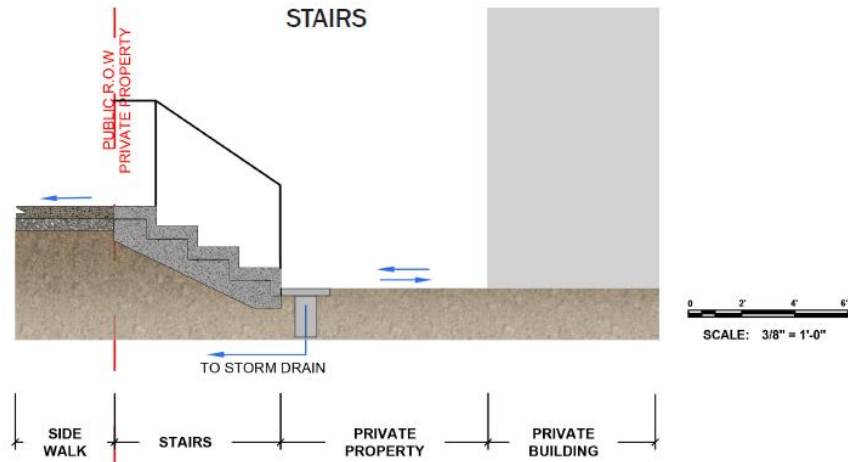 STAIRS
PUBLIC R.O.W
PRIVATE PROPERTY
0 2' 4' 6'
SCALE: 3/8" = 1'-0"
TO STORM DRAIN
SIDE
WALK
STAIRS
PRIVATE
PROPERTY
PRIVATE
BUILDING